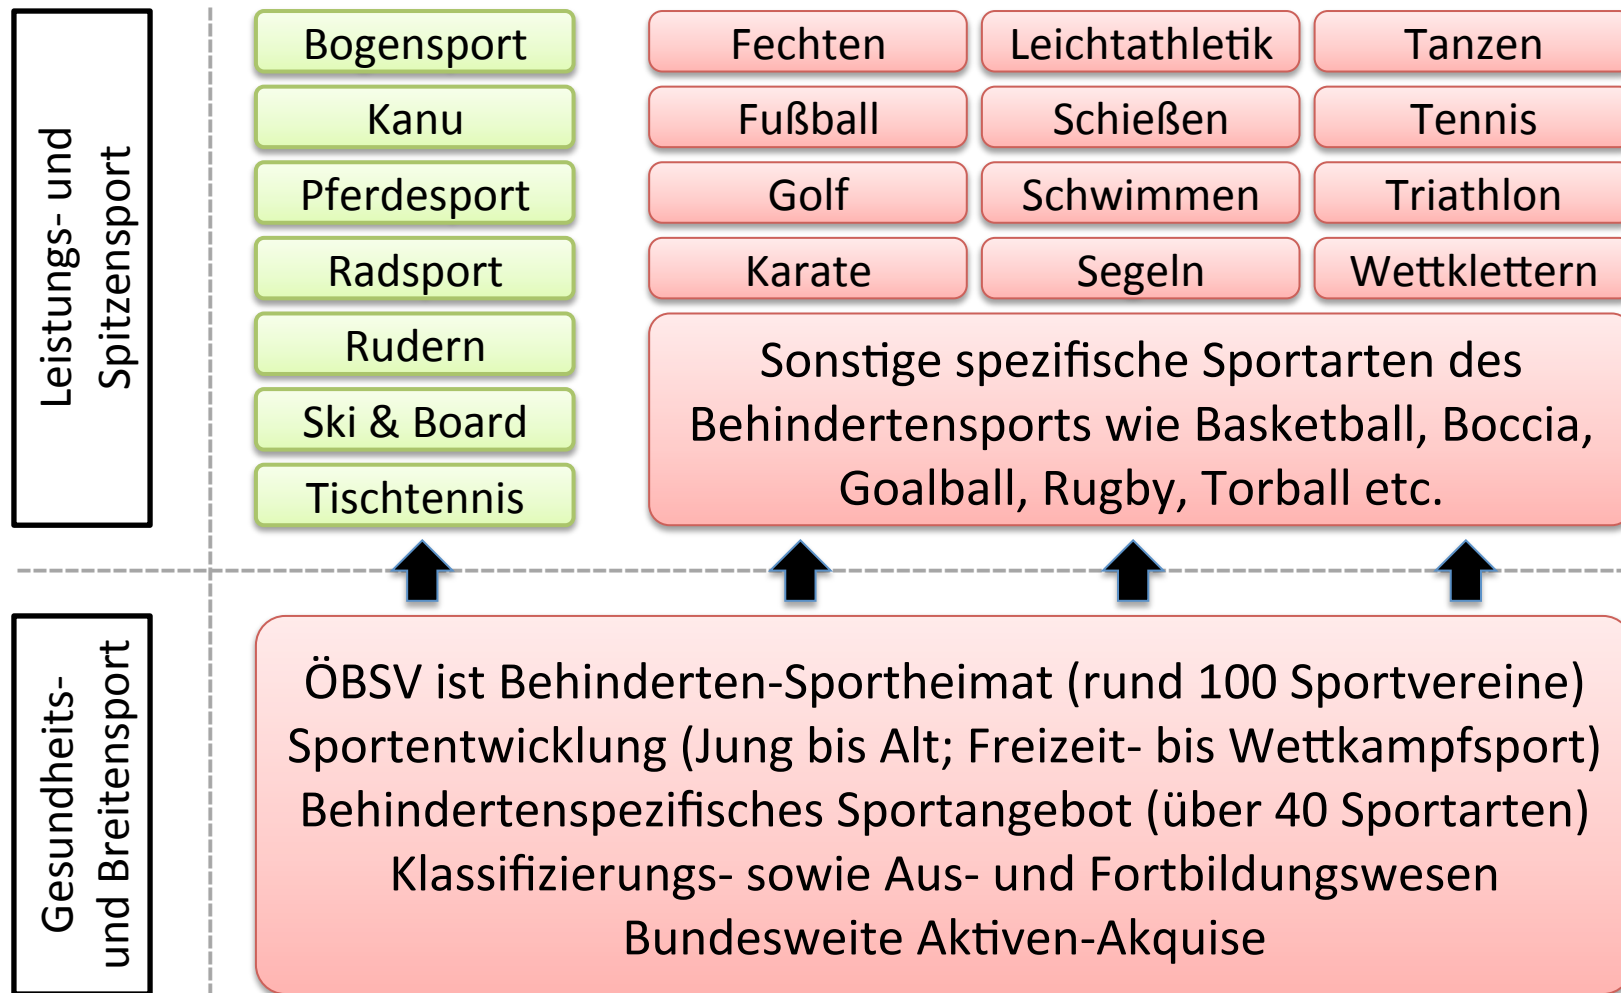 Leistungs- und
Spitzensport
Bogensport
Kanu
Pferdesport
Radsport
Rudern
Ski & Board
Tischtennis
Fechten
Fußball
Golf
Karate
Leichtathletik
Schießen
Schwimmen
Segeln
Tanzen
Tennis
Triathlon
Wettklettern
Sonstige spezifische Sportarten des
Behindertensports wie Basketball, Boccia,
Goalball, Rugby, Torball etc.
Gesundheits-
und Breitensport
ÖBSV ist Behinderten-Sportheimat (rund 100 Sportvereine)
Sportentwicklung (Jung bis Alt; Freizeit- bis Wettkampfsport)
Behindertenspezifisches Sportangebot (über 40 Sportarten)
Klassifizierungs- sowie Aus- und Fortbildungswesen
Bundesweite Aktiven-Akquise